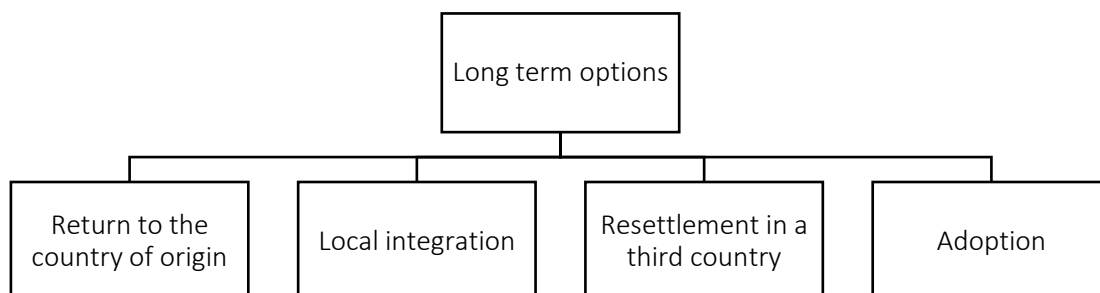 Long term options
Return to the
country of origin
Local integration
Resettlement in a
third country
Adoption